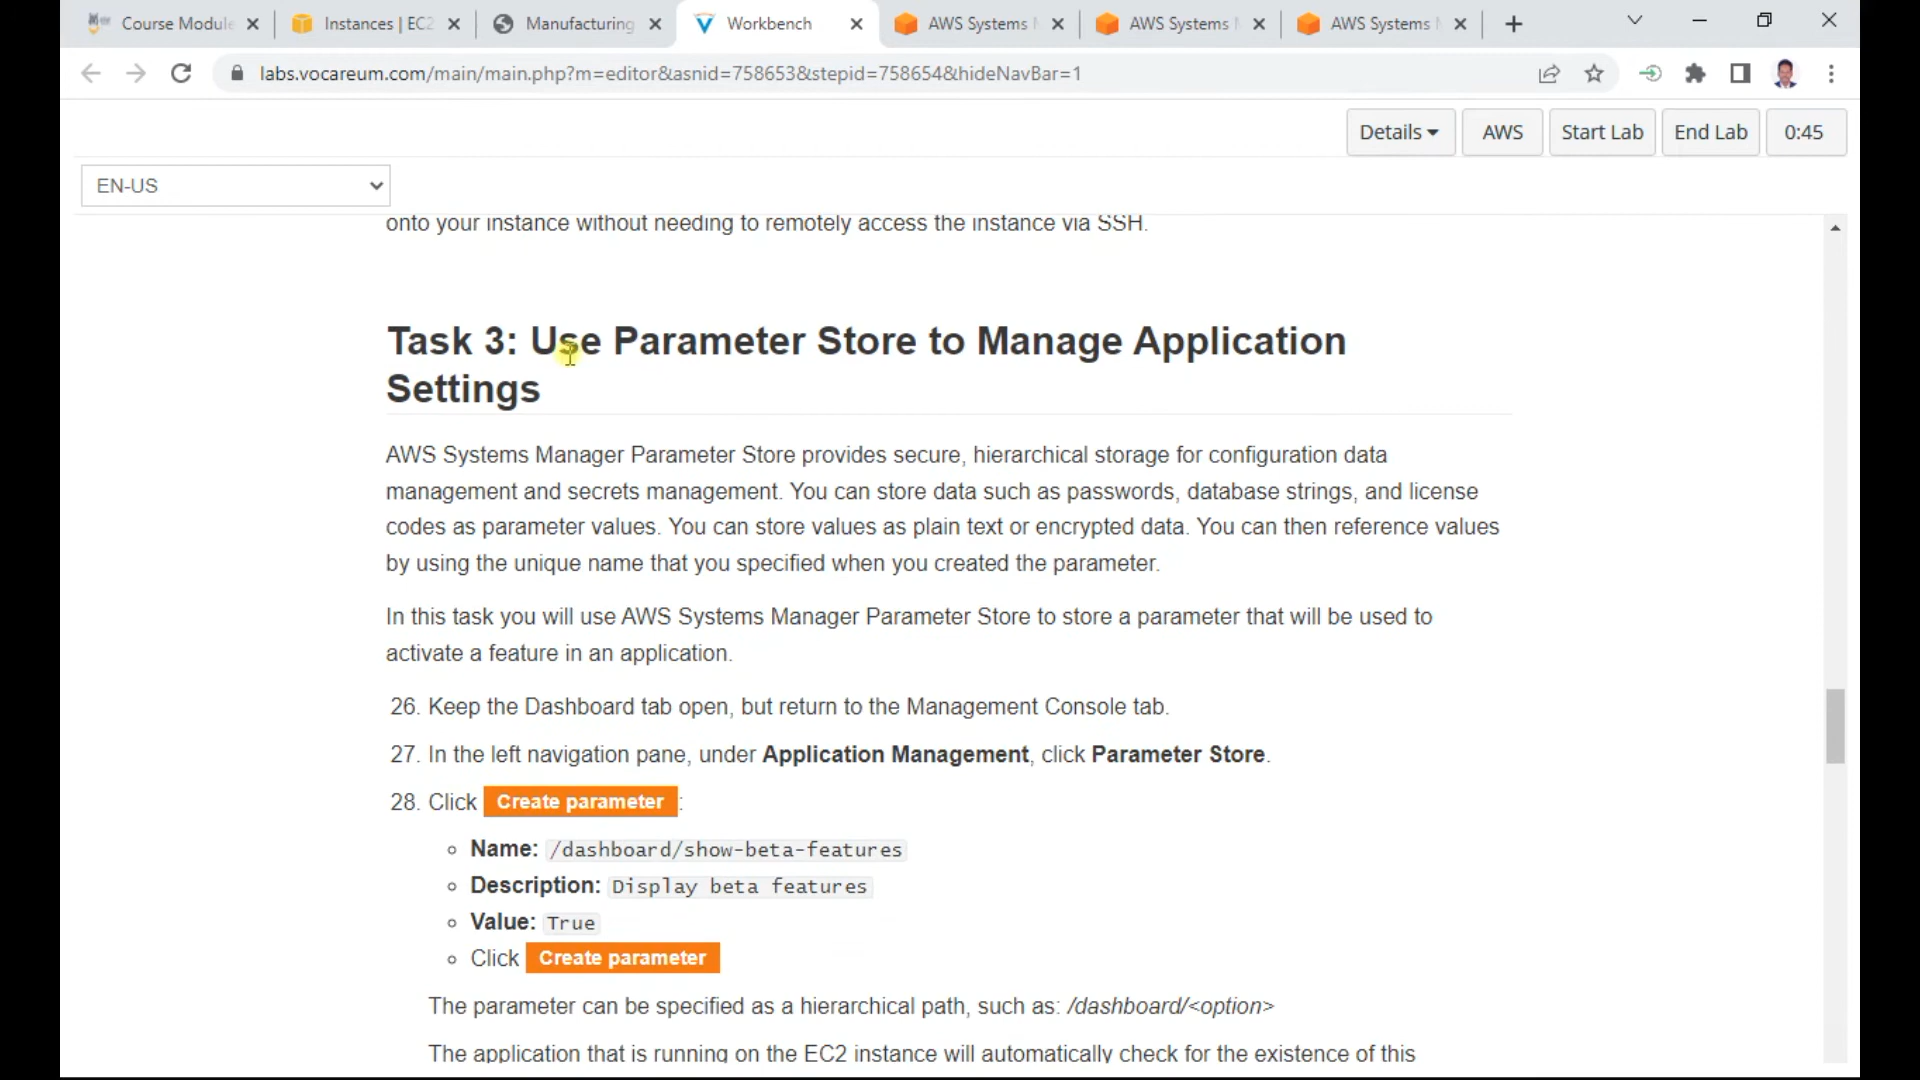 Course Module
Instances | EC2
Manufacturing
Workbench
AWS Systems M
AWS Systems M
AWS Systems M
labs.vocareum.com/main/main.php?m=editor&asnid=758653&stepid=758654&hideNavBar=1
Details
AWS
Start Lab
End Lab
0:45
EN-US
onto your instance without needing to remotely access the instance via SSH.
Task 3: Use Parameter Store to Manage Application
Settings
AWS Systems Manager Parameter Store provides secure, hierarchical storage for configuration data
management and secrets management. You can store data such as passwords, database strings, and license
codes as parameter values. You can store values as plain text or encrypted data. You can then reference values
by using the unique name that you specified when you created the parameter.
In this task you will use AWS Systems Manager Parameter Store to store a parameter that will be used to
activate a feature in an application.
26. Keep the Dashboard tab open, but return to the Management Console tab.
27. In the left navigation pane, under Application Management, click Parameter Store.
28. Click Create parameter:
Name: /dashboard/show-beta-features
Description: Display beta features
Value: True
Click Create parameter
The parameter can be specified as a hierarchical path, such as: /dashboard/<option>
The application that is running on the EC2 instance will automatically check for the existence of this